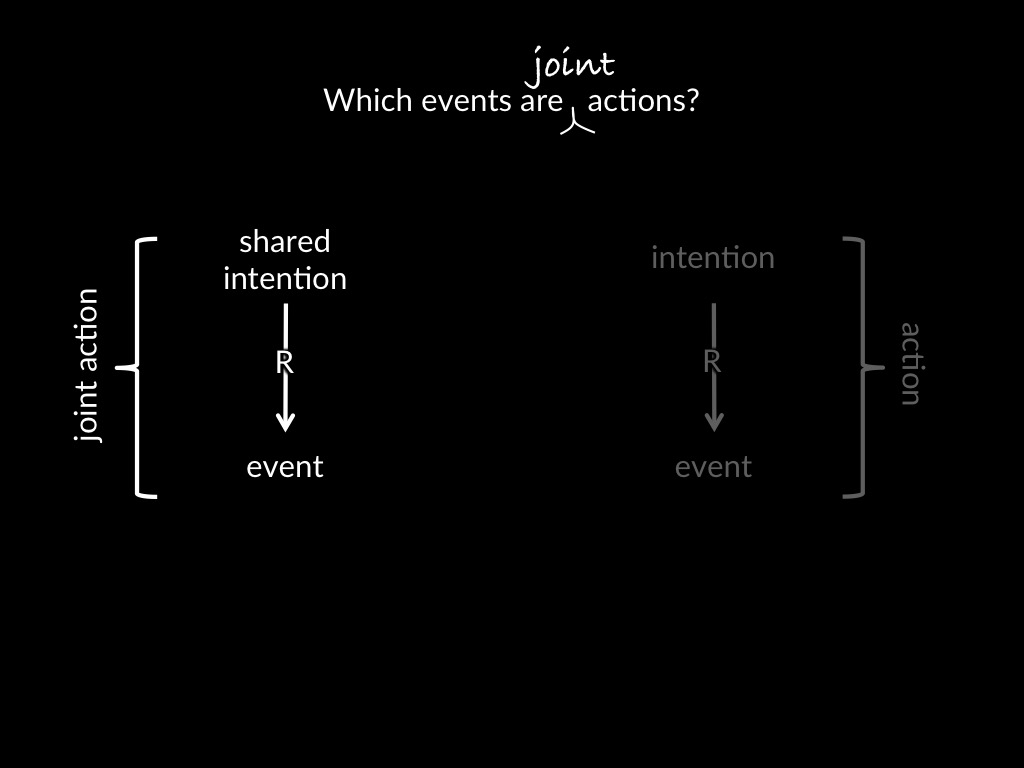 joint
Which events are actions?
joint action
shared
intention
R
event
intention
R
event
action